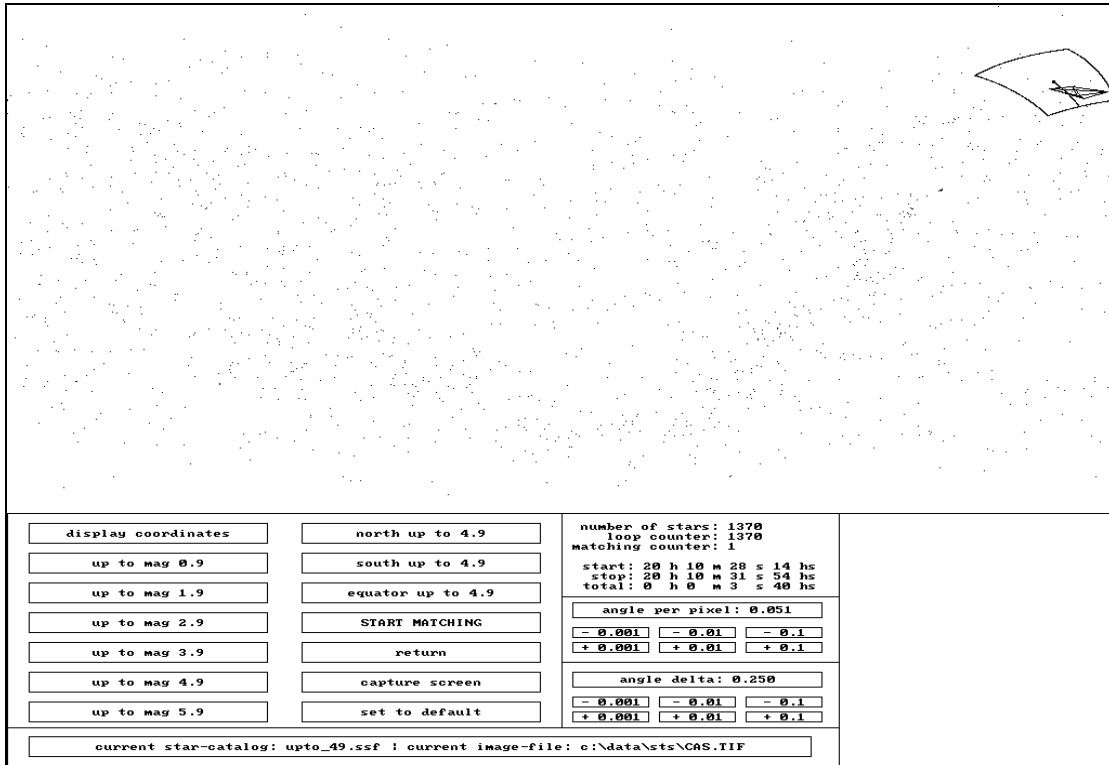 display coordinates
up to mag 0.9
up to mag 1.9
up to mag 2.9
up to mag 3.9
up to mag 4.9
up to mag 5.9
north up to 4.9
south up to 4.9
equator up to 4.9
START MATCHING
return
capture screen
set to default
number of stars: 1370
loop counter: 1370
matching counter: 1
start: 20 h 10 m 28 s 14 hs
stop: 20 h 10 m 31 s 54 hs
total: 0 h 0 m 3 s 40 hs
angle per pixel: 0.051
- 0.001 - 0.01 - 0.1
+ 0.001 + 0.01 + 0.1
angle delta: 0.250
- 0.001 - 0.01 - 0.1
+ 0.001 + 0.01 + 0.1
current star-catalog: upto_49.ssf | current image-file: c:\data\sts\CAS.TIF